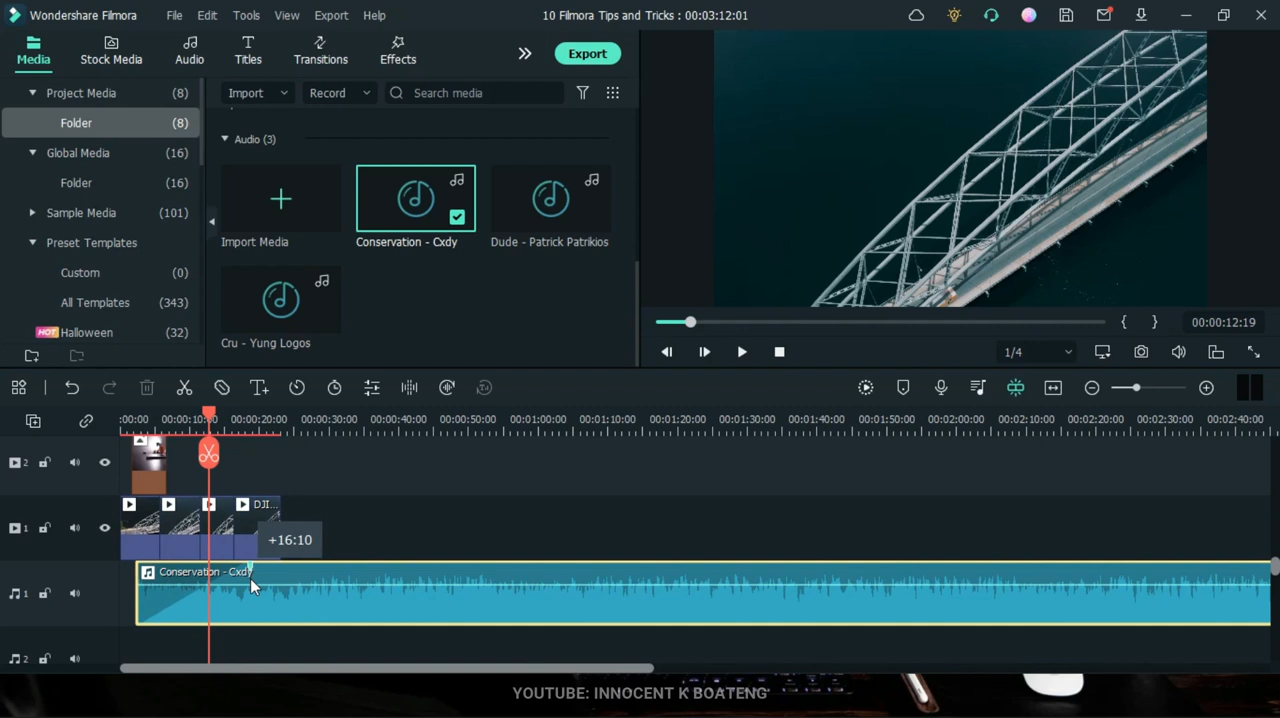 Wondershare Filmora File Edit Tools View Export Help 10 Filmora Tips and Tricks : 00:03:12:01
Media Stock Media Audio Titles Transitions Effects Export
Project Media (8)
Folder (8)
Global Media (16)
Folder (16)
Sample Media (101)
Preset Templates
Custom (0)
All Templates (343)
HOT Halloween (32)
Import Record Search media
Audio (3)
Import Media Conservation - Cxdy Dude - Patrick Patrikios
Cru - Yung Logos
{ } 00:00:12:19
1/4
:00:00 00:00:10:00 00:00:20:00 00:00:30:00 00:00:40:00 00:00:50:00 00:01:00:00 00:01:10:00 00:01:20:00 00:01:30:00 00:01:40:00 00:01:50:00 00:02:00:00 00:02:10:00 00:02:20:00 00:02:30:00 00:02:40:00
2
DJI...
1
+16:10
Conservation - Cxdy
1
2
YOUTUBE: INNOCENT K BOATENG